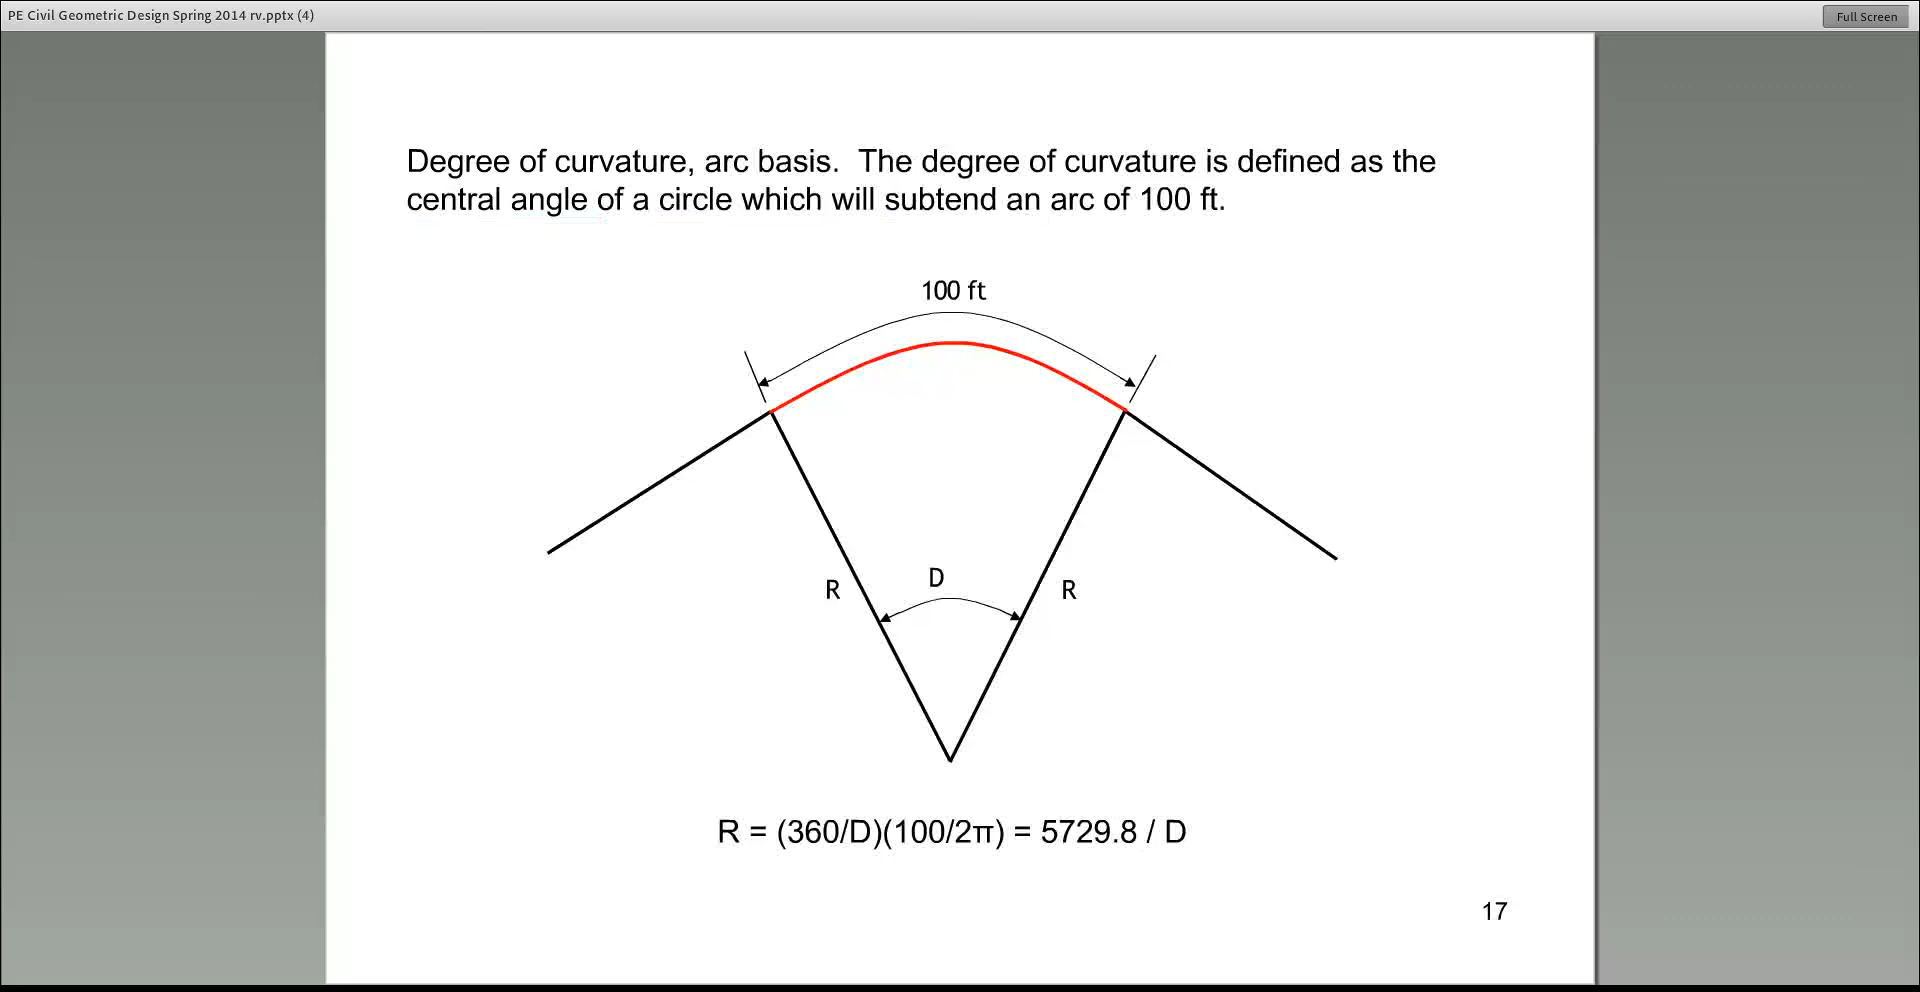 PE Civil Geometric Design Spring 2014 rv.pptx (4)
Full Screen
Degree of curvature, arc basis.  The degree of curvature is defined as the
central angle of a circle which will subtend an arc of 100 ft.
100 ft
D
R
R
R = (360/D)(100/2π) = 5729.8 / D
17